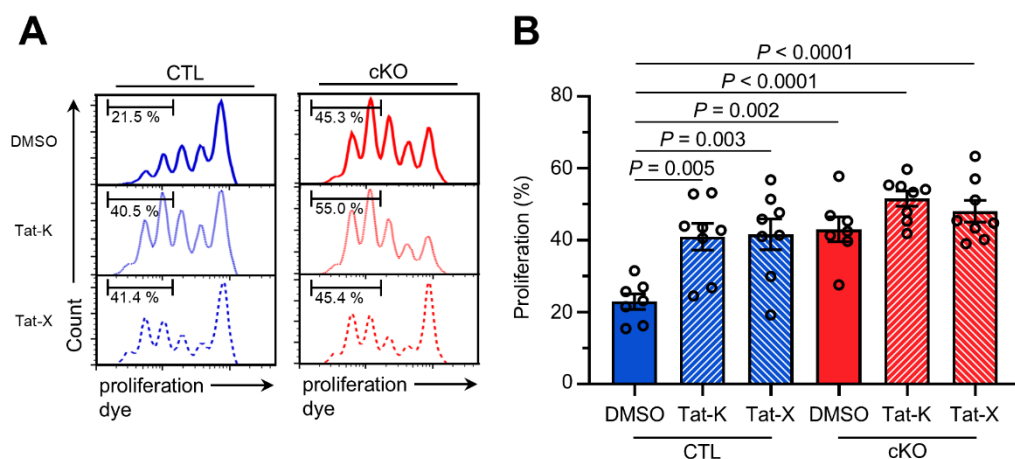 A
CTL
cKO
DMSO
21.5 %
45.3 %
Tat-K
40.5 %
55.0 %
Tat-X
41.4 %
45.4 %
Count
proliferation
dye
proliferation
dye
B
P < 0.0001
P < 0.0001
P = 0.002
P = 0.003
P = 0.005
Proliferation (%)
80
60
40
20
0
DMSO Tat-K Tat-X DMSO Tat-K Tat-X
CTL cKO